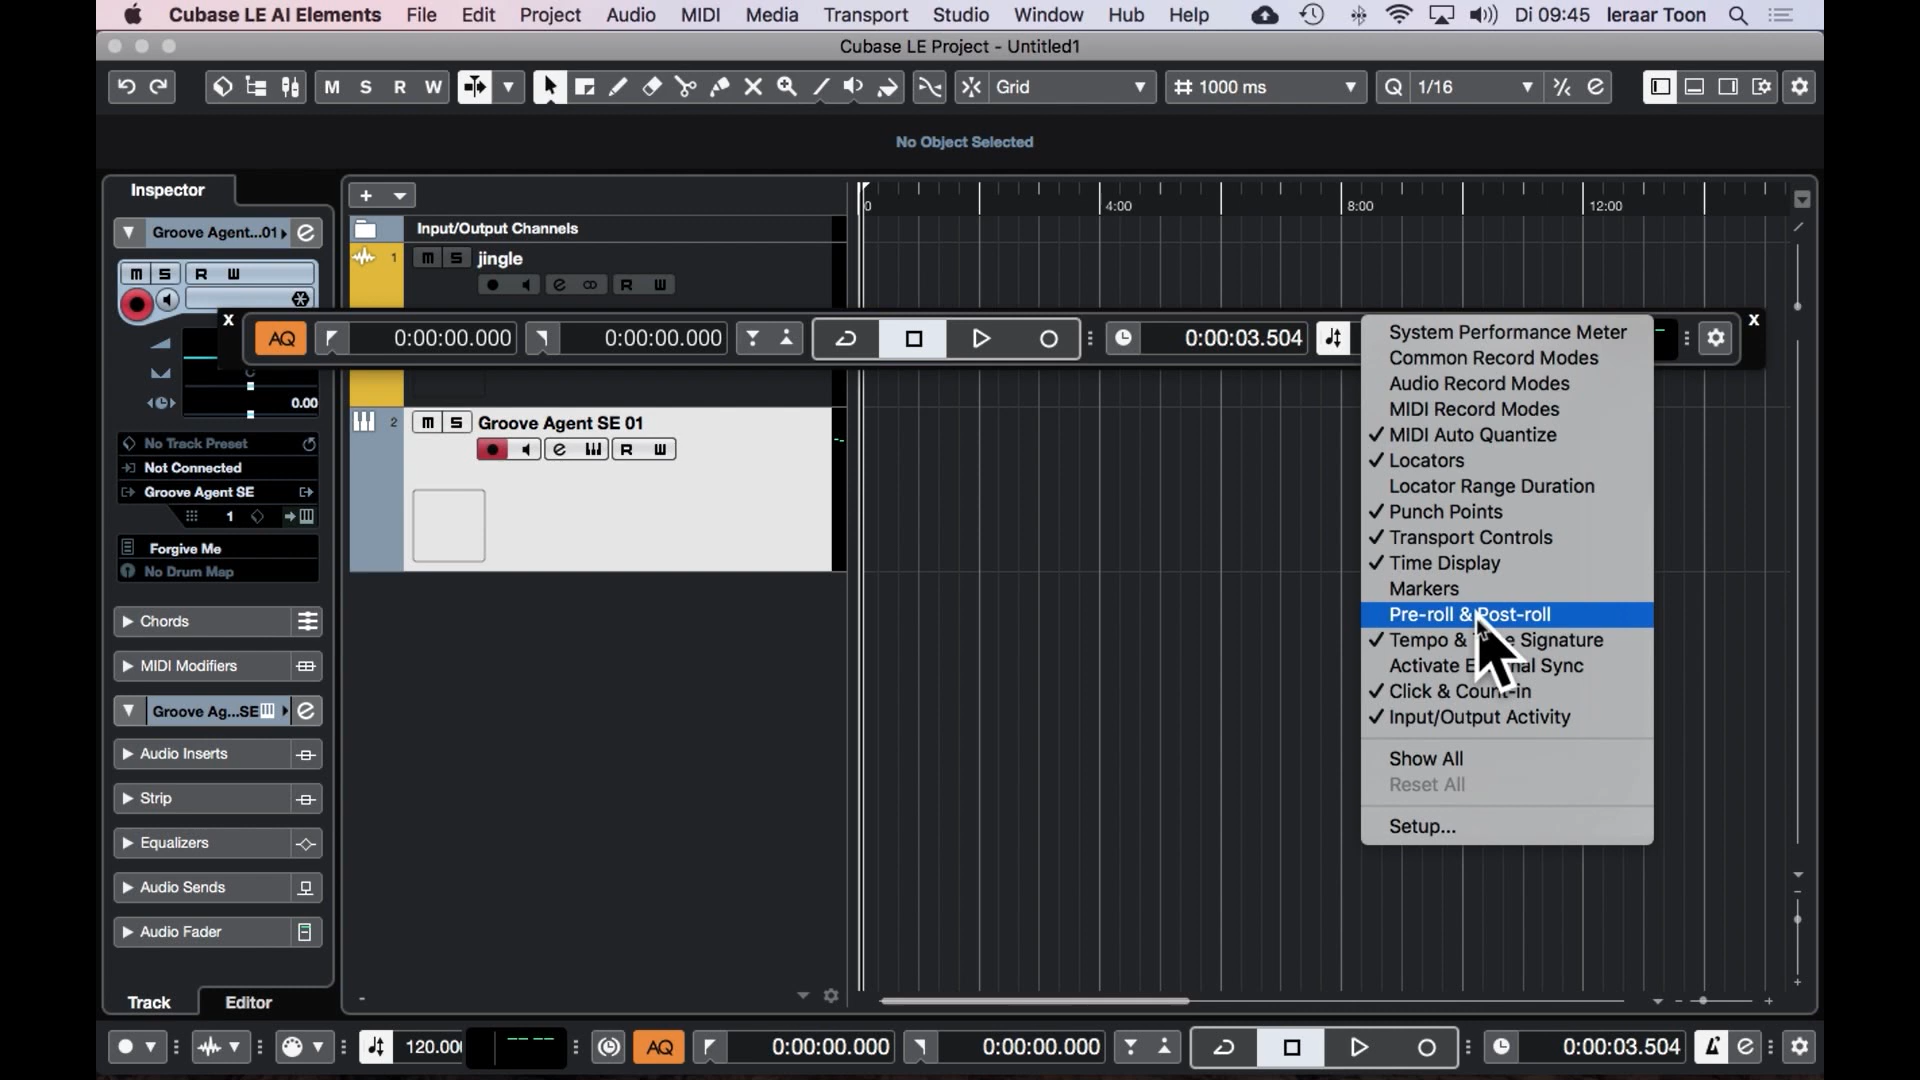 Cubase LE AI Elements File Edit Project Audio MIDI Media Transport Studio Window Hub Help Di 09:45 leraar Toon
Cubase LE Project - Untitled1
M S R W Grid 1000 ms Q 1/16
No Object Selected
Inspector
0 4:00 8:00 12:00
Groove Agent...01
Input/Output Channels
1 m S jingle
m S R W
R W
X
AQ 0:00:00.000 0:00:00.000 0:00:03.504
X
C
0.00
2 m S Groove Agent SE 01
R W
No Track Preset
Not Connected
Groove Agent SE
1
Forgive Me
No Drum Map
Chords
MIDI Modifiers
Groove Ag...SE
Audio Inserts
Strip
Equalizers
Audio Sends
Audio Fader
Track Editor
System Performance Meter
Common Record Modes
Audio Record Modes
MIDI Record Modes
✓ MIDI Auto Quantize
✓ Locators
Locator Range Duration
✓ Punch Points
✓ Transport Controls
✓ Time Display
Markers
Pre-roll & Post-roll
✓ Tempo & Signature
Activate Sync
✓ Click & Count-in
✓ Input/Output Activity
Show All
Reset All
Setup...
120.00 AQ 0:00:00.000 0:00:00.000 0:00:03.504